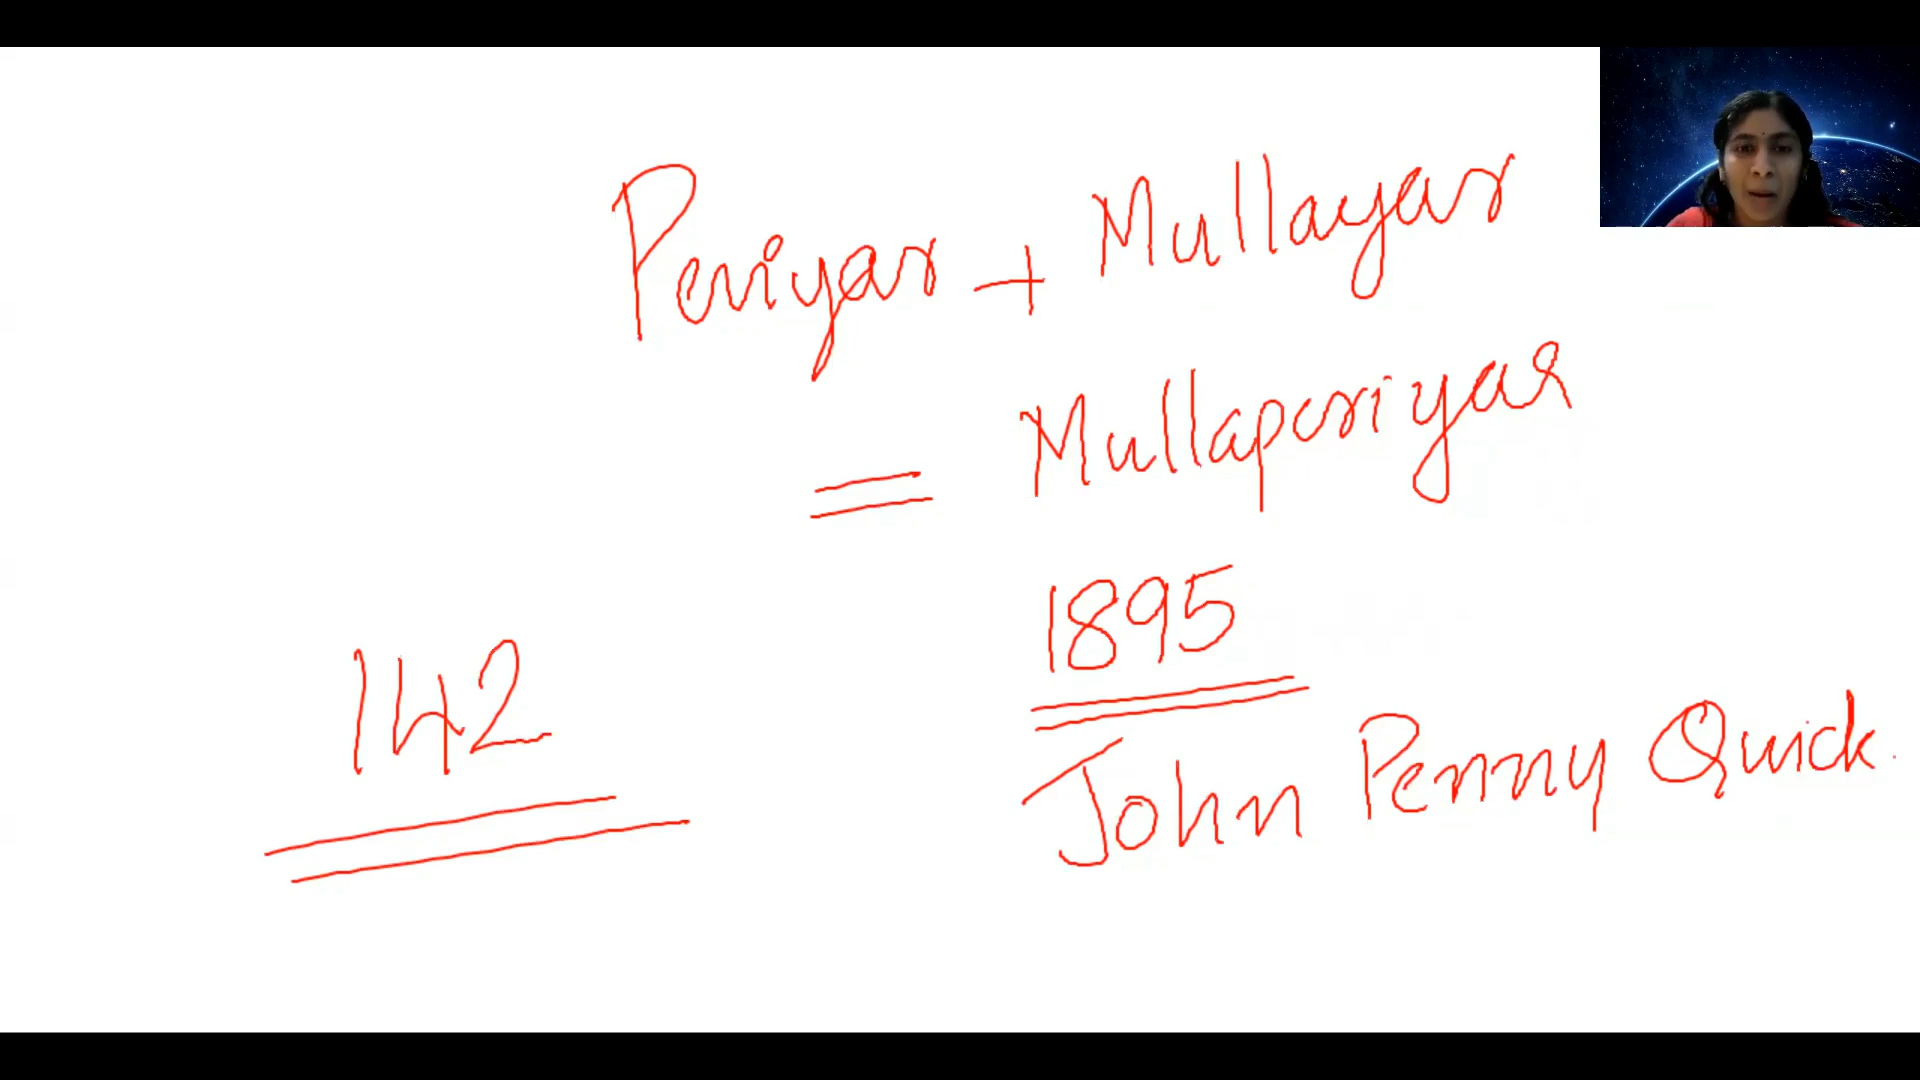 Periyar + Mullayar
= Mullaperiyar
1895
142
John Penny Quick.